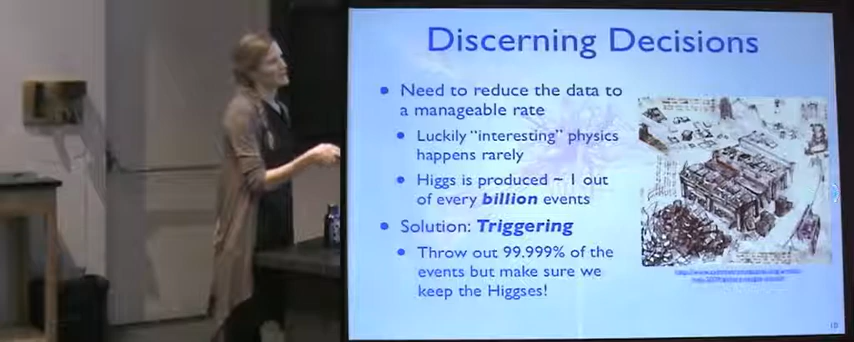 Discerning Decisions
Need to reduce the data to
a manageable rate
Luckily "interesting" physics
happens rarely
Higgs is produced ~ 1 out
of every billion events
Solution: Triggering
Throw out 99.999% of the
events but make sure we
keep the Higgses!
10